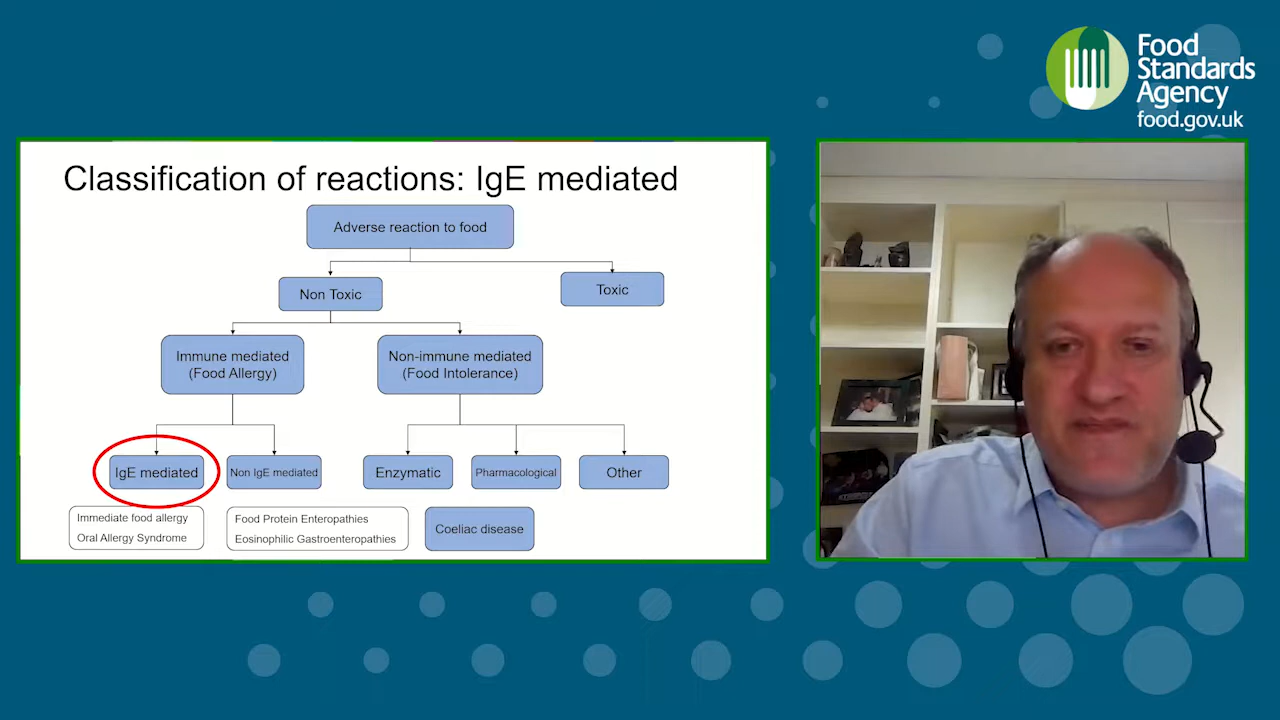 Food
Standards
Agency
food.gov.uk
Classification of reactions: IgE mediated
Adverse reaction to food
Non Toxic
Toxic
Immune mediated
(Food Allergy)
Non-immune mediated
(Food Intolerance)
IgE mediated
Non IgE mediated
Enzymatic
Pharmacological
Other
Immediate food allergy
Oral Allergy Syndrome
Food Protein Enteropathies
Eosinophilic Gastroenteropathies
Coeliac disease